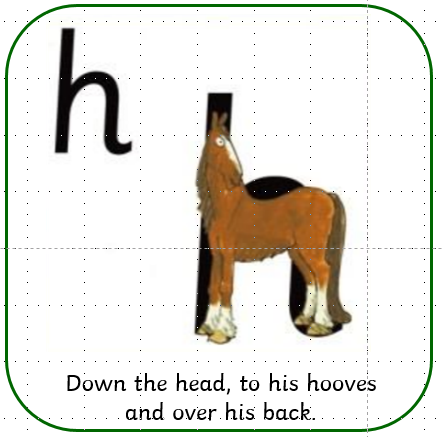 h
h
Down the head, to his hooves
and over his back.